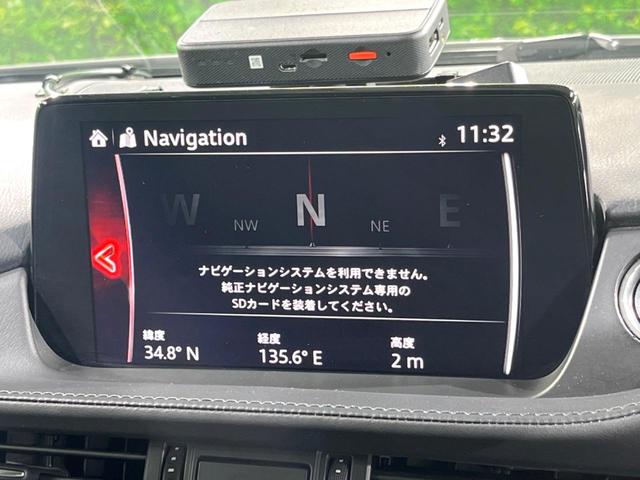 Navigation
11:32
W NW N NE E
ナビゲーションシステムを利用できません。
純正ナビゲーションシステム専用の
SDカードを装着してください。
緯度 経度 高度
34.8° N 135.6° E 2 m